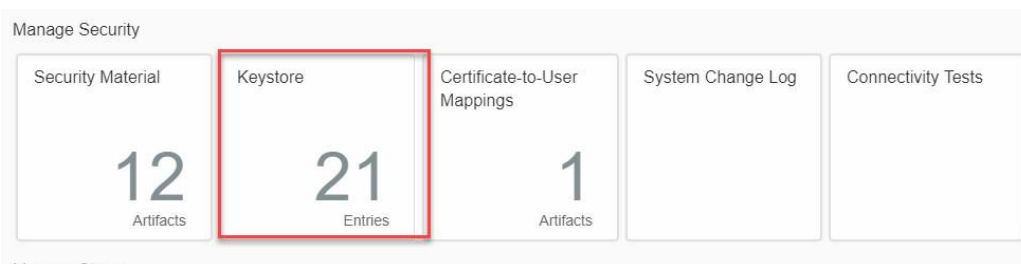 Manage Security
Security Material
Keystore
Certificate-to-User
Mappings
System Change Log
Connectivity Tests
12
Artifacts
21
Entries
1
Artifacts